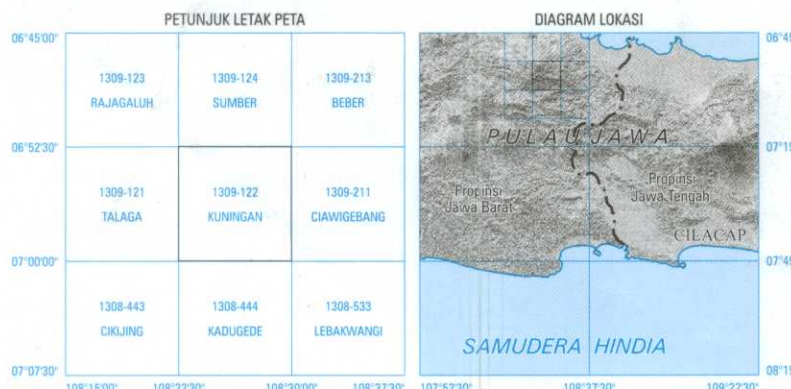 PETUNJUK LETAK PETA
06°45'00"
1309-123
RAJAGALUH
1309-124
SUMBER
1309-213
BEBER
06°52'30"
1309-121
TALAGA
1309-122
KUNINGAN
1309-211
CIAWIGEBANG
07°00'00"
1308-443
CIKIJING
1308-444
KADUGEDE
1308-533
LEBAKWANGI
07°07'30"
108°15'00" 108°22'30" 108°30'00" 108°37'30"
DIAGRAM LOKASI
PULAU JAWA
Propinsi
Jawa Barat
Propinsi
Jawa Tengah
CILACAP
SAMUDERA HINDIA
107°52'30" 108°37'30" 109°22'30"